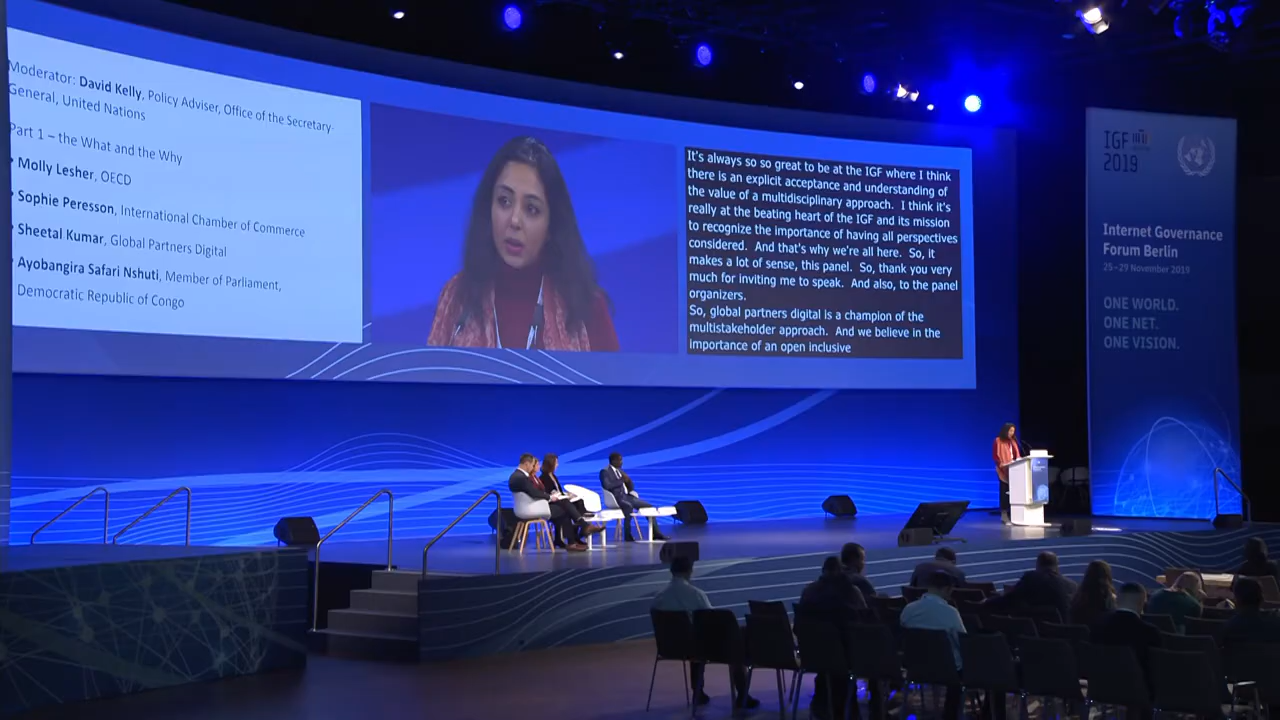 Moderator: David Kelly, Policy Adviser, Office of the Secretary-
General, United Nations
Part 1 – the What and the Why
• Molly Lesher, OECD
• Sophie Peresson, International Chamber of Commerce
• Sheetal Kumar, Global Partners Digital
• Ayobangira Safari Nshuti, Member of Parliament,
Democratic Republic of Congo
It's always so so great to be at the IGF where I think
there is an explicit acceptance and understanding of
the value of a multidisciplinary approach.  I think it's
really at the beating heart of the IGF and its mission
to recognize the importance of having all perspectives
considered.  And that's why we're all here.  So, it
makes a lot of sense, this panel.  So, thank you very
much for inviting me to speak.  And also, to the panel
organizers.
So, global partners digital is a champion of the
multistakeholder approach.  And we believe in the
importance of an open inclusive
IGF
2019
Internet Governance
Forum Berlin
25–29 November 2019
ONE WORLD.
ONE NET.
ONE VISION.